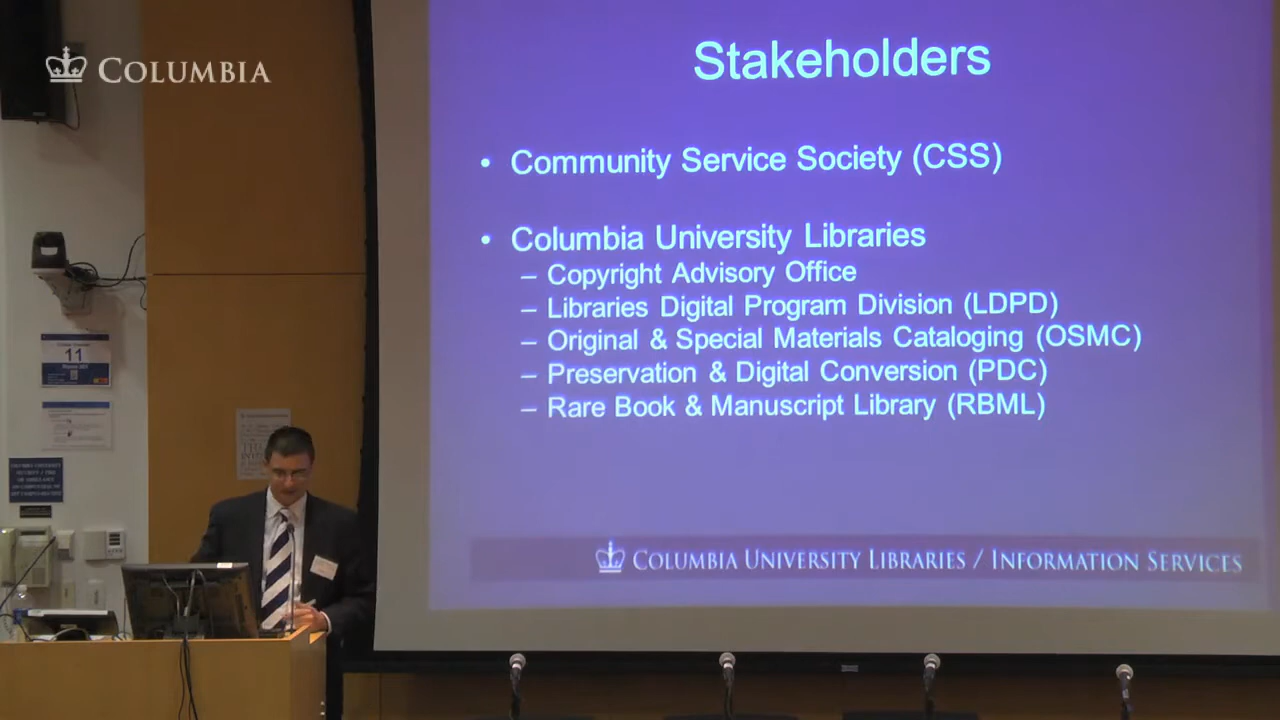 COLUMBIA
Stakeholders
• Community Service Society (CSS)
• Columbia University Libraries
– Copyright Advisory Office
– Libraries Digital Program Division (LDPD)
– Original & Special Materials Cataloging (OSMC)
– Preservation & Digital Conversion (PDC)
– Rare Book & Manuscript Library (RBML)
COLUMBIA UNIVERSITY LIBRARIES / INFORMATION SERVICES
11